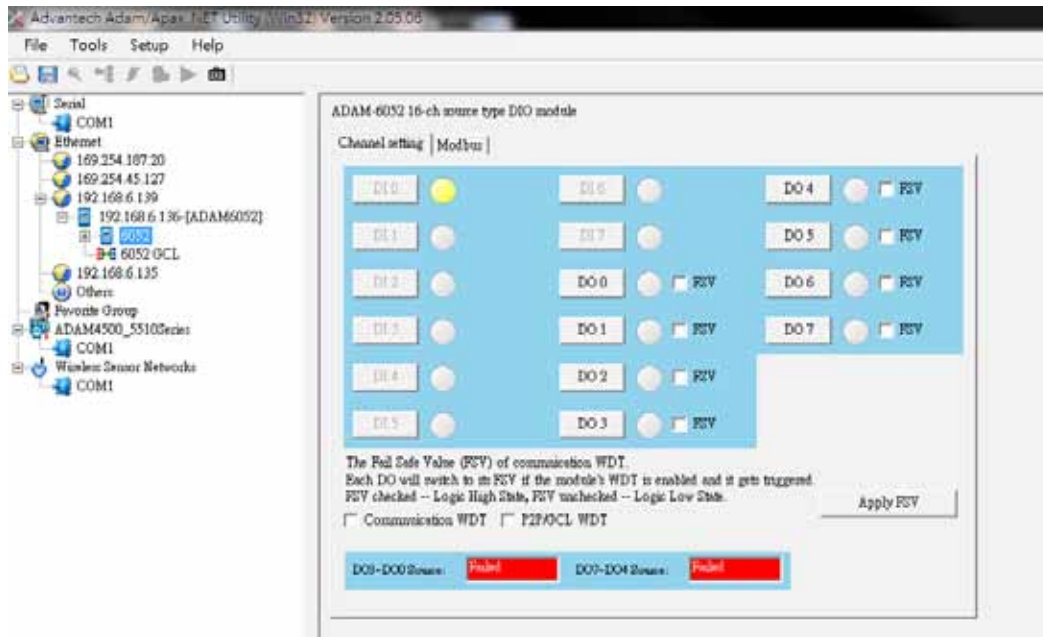 Advantech Adam/Apax .NET Utility (Win32) Version 2.05.06
File Tools Setup Help
Serial
COM1
Ethernet
169.254.187.20
169.254.45.127
192.168.6.139
192.168.6.136-[ADAM6052]
6052
6052 GCL
192.168.6.135
Others
Favorite Group
ADAM4500_5510Series
COM1
Wireless Sensor Networks
COM1
ADAM-6052 16-ch source type DIO module
Channel setting Modbus
DI 0 DI 6 DO 4 FSV
DI 1 DI 7 DO 5 FSV
DI 2 DO 0 FSV DO 6 FSV
DI 3 DO 1 FSV DO 7 FSV
DI 4 DO 2 FSV
DI 5 DO 3 FSV
The Fail Safe Value (FSV) of communication WDT.
Each DO will switch to its FSV if the module's WDT is enabled and it gets triggered.
FSV checked -- Logic High State, FSV unchecked -- Logic Low State.
Apply FSV
Communication WDT P2P/GCL WDT
DO3~DO0 Source: Failed DO7~DO4 Source: Failed